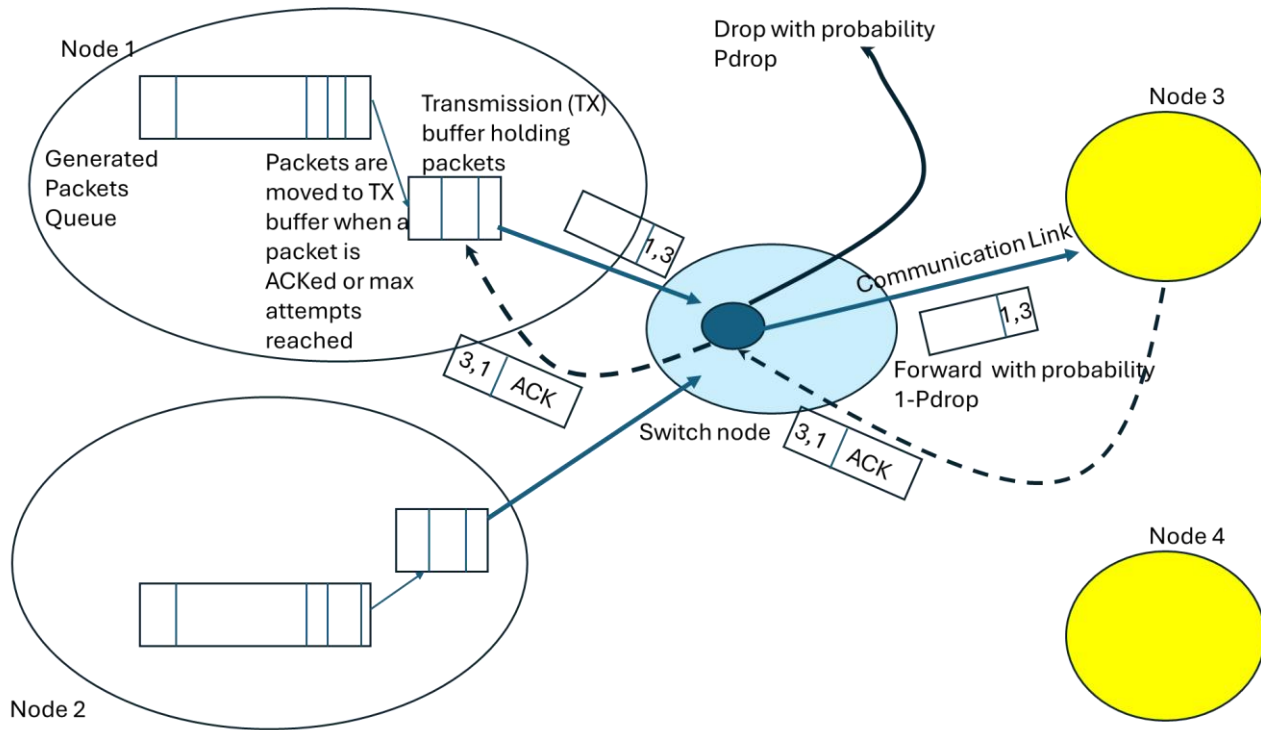 Node 1
Generated
Packets
Queue
Packets are
moved to TX
buffer when a
packet is
ACKed or max
attempts
reached
Transmission (TX)
buffer holding
packets
1,3
3,1 ACK
Drop with probability
Pdrop
Node 3
Communication Link
1,3
Forward with probability
1-Pdrop
Switch node
3,1 ACK
Node 2
Node 4